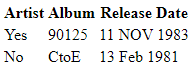 Artist Album Release Date
Yes 90125 11 NOV 1983
No CtoE 13 Feb 1981